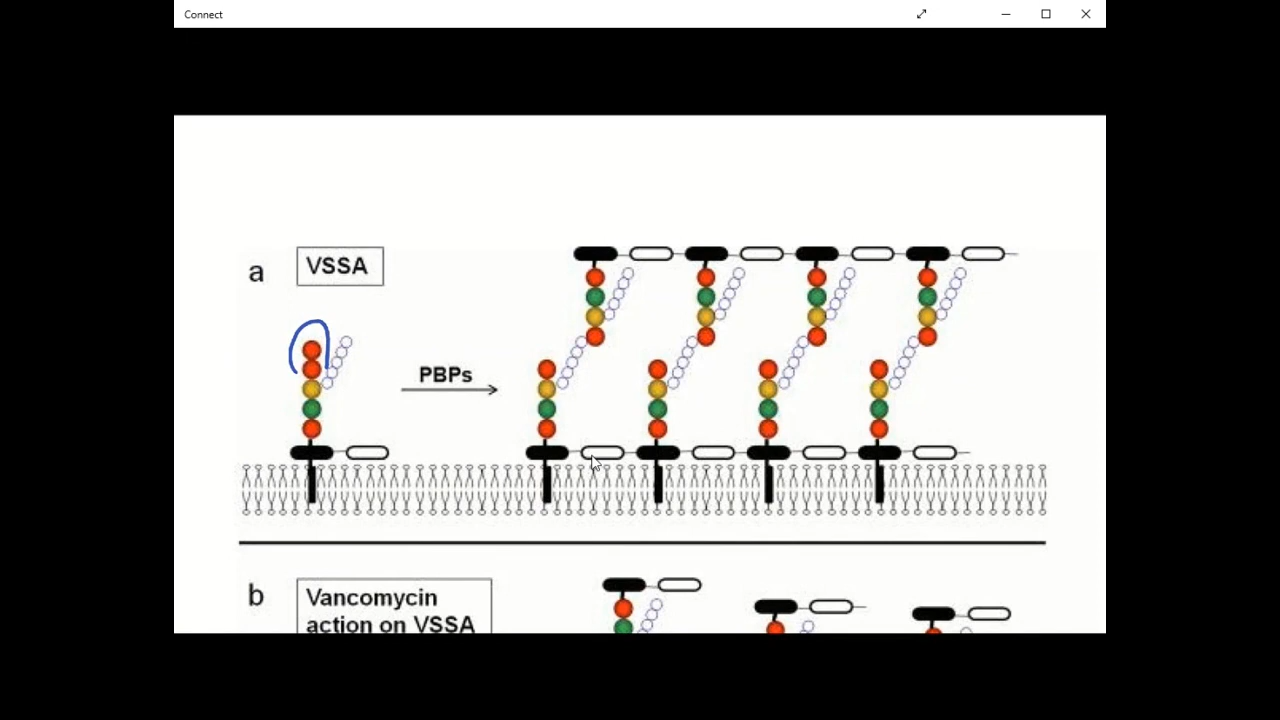 Connect
a
VSSA
PBPs
b
Vancomycin
action on VSSA